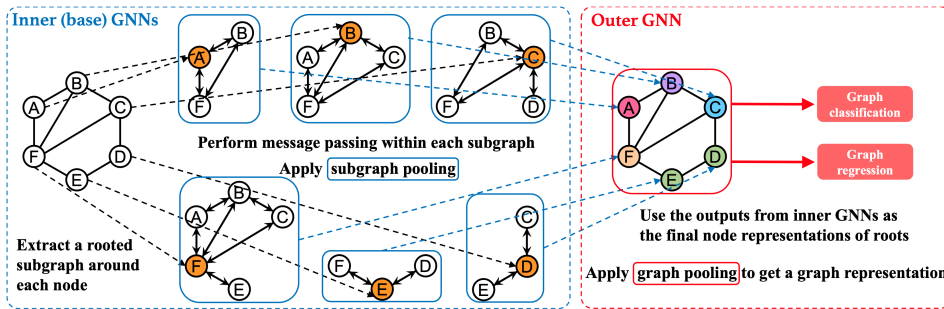 Inner (base) GNNs
Outer GNN
A
B
F
B
A
C
F
B
C
F
D
B
A
C
F
D
E
Perform message passing within each subgraph
Apply subgraph pooling
Extract a rooted
subgraph around
each node
B
A
C
F
E
F
D
E
C
D
E
B
A
C
F
D
E
Graph
classification
Graph
regression
Use the outputs from inner GNNs as
the final node representations of roots
Apply graph pooling to get a graph representation